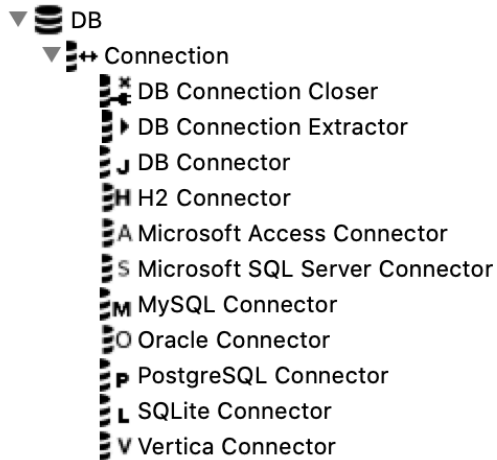 DB
Connection
DB Connection Closer
DB Connection Extractor
J DB Connector
H H2 Connector
A Microsoft Access Connector
S Microsoft SQL Server Connector
M MySQL Connector
O Oracle Connector
P PostgreSQL Connector
L SQLite Connector
V Vertica Connector